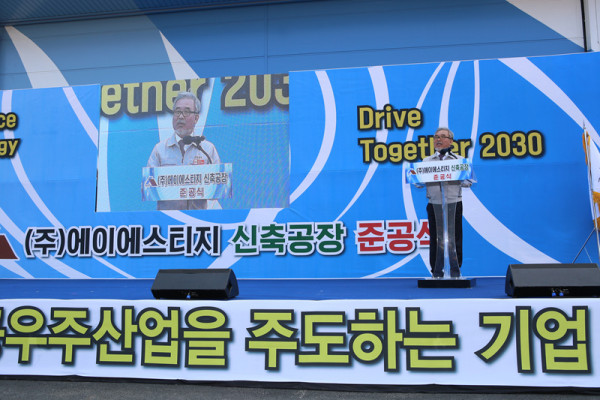 ether 203
(주)에이에스티지 신축공장
준공식
Drive
Together 2030
(주)에이에스티지 신축공장
준공식
(주)에이에스티지 신축공장 준공식
우주산업을 주도하는 기업